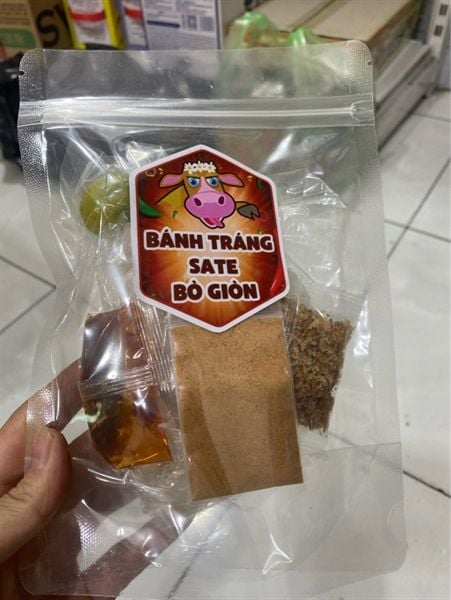 BÁNH TRÁNG
SATE
BÒ GIÒN